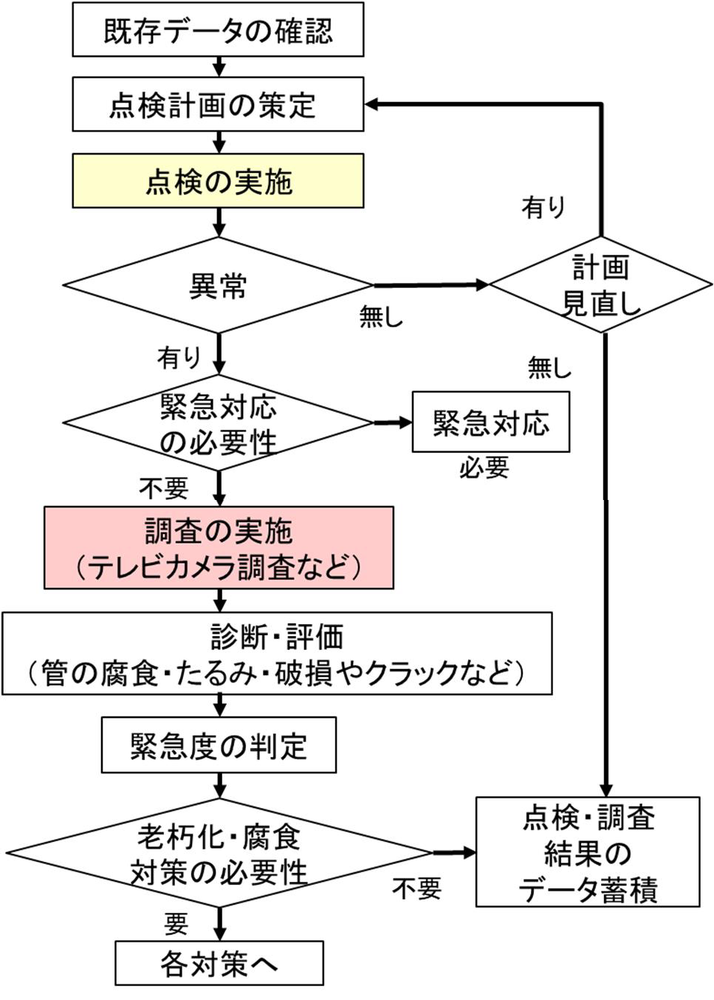 既存データの確認
点検計画の策定
点検の実施
有り
異常
無し
計画
見直し
有り
無し
緊急対応
の必要性
緊急対応
必要
不要
調査の実施
（テレビカメラ調査など）
診断・評価
（管の腐食・たるみ・破損やクラックなど）
緊急度の判定
老朽化・腐食
対策の必要性
不要
点検・調査
結果の
データ蓄積
要
各対策へ